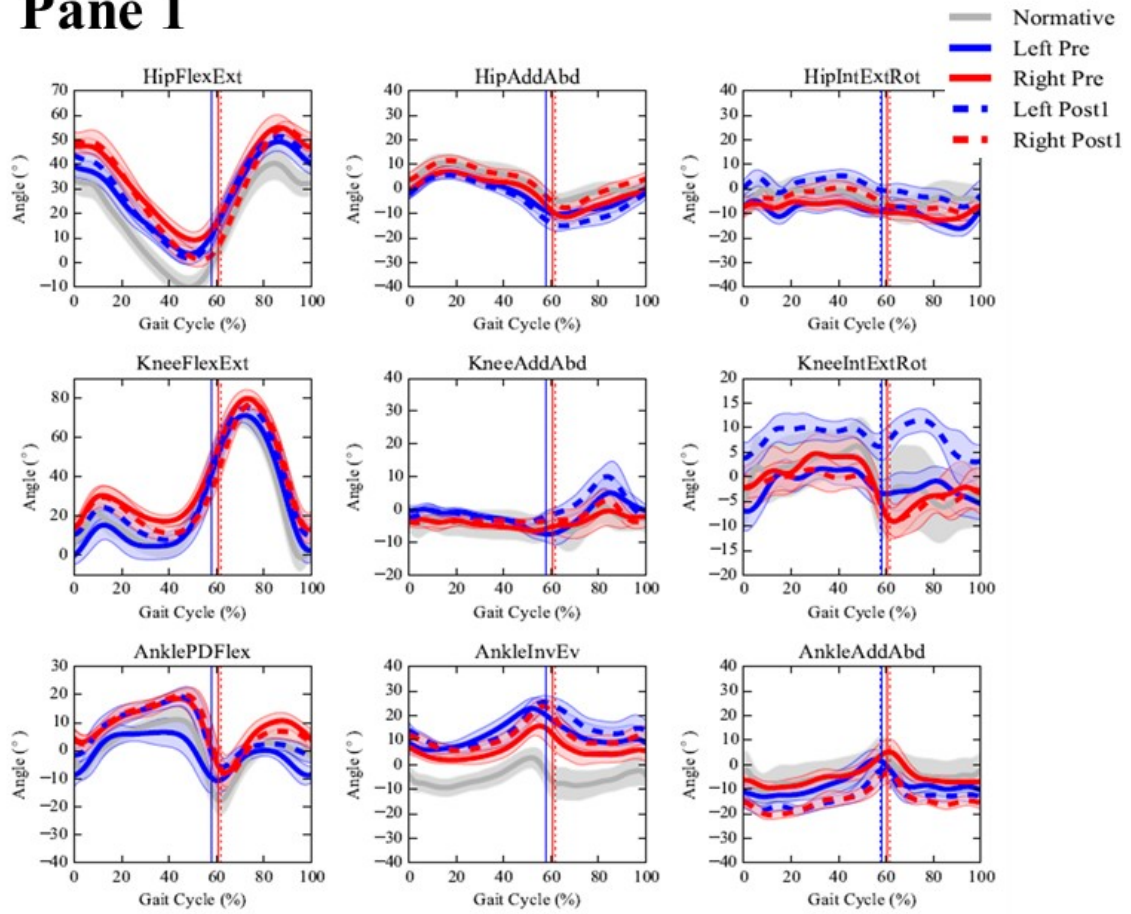 Pane 1
Normative
Left Pre
Right Pre
Left Post1
Right Post1
HipFlexExt
70
60
50
40
30
20
10
0
−10
Angle (°)
0 20 40 60 80 100
Gait Cycle (%)
HipAddAbd
40
30
20
10
0
−10
−20
−30
−40
Angle (°)
0 20 40 60 80 100
Gait Cycle (%)
HipIntExtRot
40
30
20
10
0
−10
−20
−30
−40
Angle (°)
0 20 40 60 80 100
Gait Cycle (%)
KneeFlexExt
80
60
40
20
0
Angle (°)
0 20 40 60 80 100
Gait Cycle (%)
KneeAddAbd
40
30
20
10
0
−10
−20
Angle (°)
0 20 40 60 80 100
Gait Cycle (%)
KneeIntExtRot
20
15
10
5
0
−5
−10
−15
−20
Angle (°)
0 20 40 60 80 100
Gait Cycle (%)
AnklePDFlex
30
20
10
0
−10
−20
−30
−40
Angle (°)
0 20 40 60 80 100
Gait Cycle (%)
AnkleInvEv
40
30
20
10
0
−10
−20
−30
−40
Angle (°)
0 20 40 60 80 100
Gait Cycle (%)
AnkleAddAbd
40
30
20
10
0
−10
−20
−30
−40
Angle (°)
0 20 40 60 80 100
Gait Cycle (%)